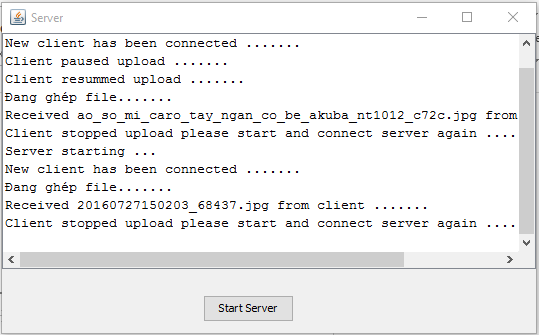 Server
New client has been connected .......
Client paused upload .......
Client resummed upload .......
Đang ghép file.......
Received ao_so_mi_caro_tay_ngan_co_be_akuba_nt1012_c72c.jpg from
Client stopped upload please start and connect server again ....
Server starting ...
New client has been connected .......
Đang ghép file.......
Received 20160727150203_68437.jpg from client .......
Client stopped upload please start and connect server again ....
Start Server